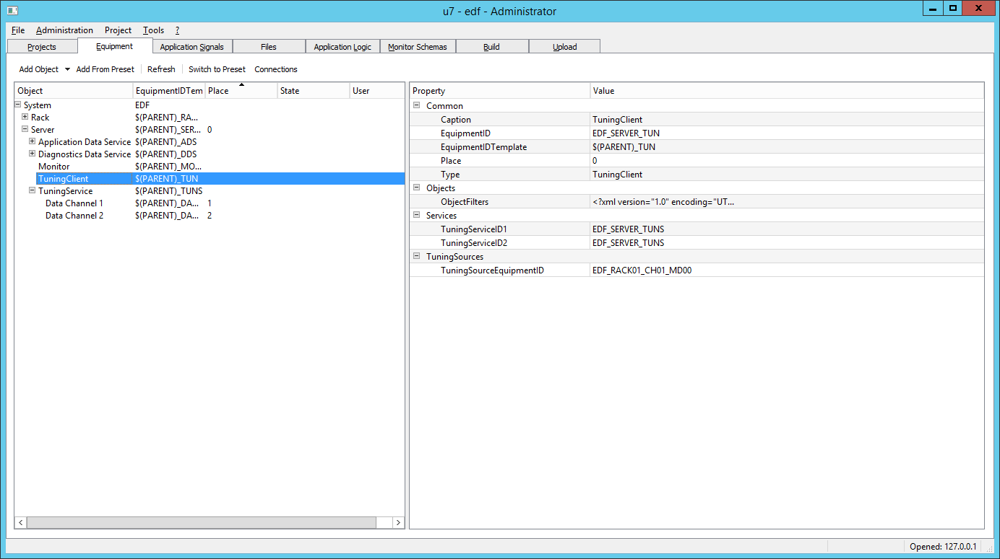 u7 - edf - Administrator
File Administration Project Tools ?
Projects Equipment Application Signals Files Application Logic Monitor Schemas Build Upload
Add Object Add From Preset Refresh Switch to Preset Connections
Object EquipmentIDTem Place State User
System EDF
Rack $(PARENT)_RA...
Server $(PARENT)_SER... 0
Application Data Service $(PARENT)_ADS
Diagnostics Data Service $(PARENT)_DDS
Monitor $(PARENT)_MO...
TuningClient $(PARENT)_TUN
TuningService $(PARENT)_TUNS
Data Channel 1 $(PARENT)_DA... 1
Data Channel 2 $(PARENT)_DA... 2
Property Value
Common
Caption TuningClient
EquipmentID EDF_SERVER_TUN
EquipmentIDTemplate $(PARENT)_TUN
Place 0
Type TuningClient
Objects
ObjectFilters <?xml version="1.0" encoding="UT...
Services
TuningServiceID1 EDF_SERVER_TUNS
TuningServiceID2 EDF_SERVER_TUNS
TuningSources
TuningSourceEquipmentID EDF_RACK01_CH01_MD00
Opened: 127.0.0.1